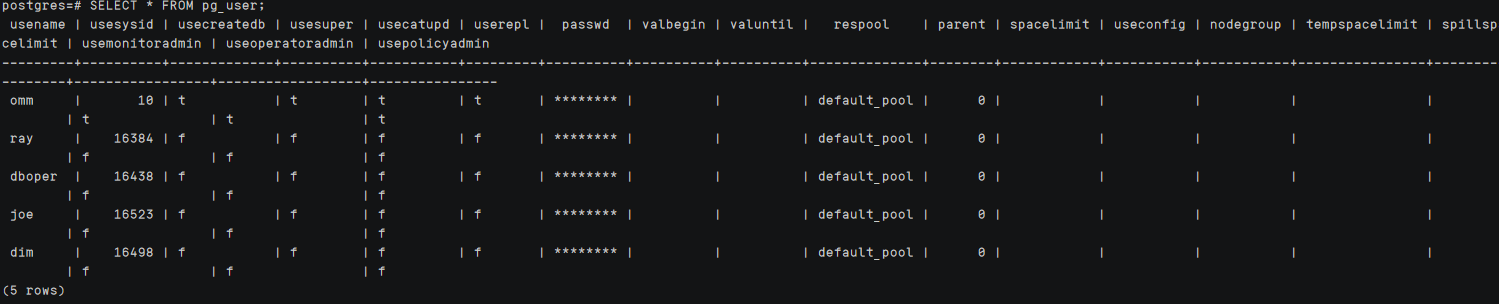 postgres=# SELECT * FROM pg_user;
 usename | usesysid | usecreatedb | usesuper | usecatupd | userepl |  passwd  | valbegin | valuntil |   respool    | parent | spacelimit | useconfig | nodegroup | tempspacelimit | spillsp
celimit | usemonitoradmin | useoperatoradmin | usepolicyadmin
---------+----------+-------------+----------+-----------+---------+----------+----------+----------+--------------+--------+------------+-----------+-----------+----------------+--------
--------+-----------------+------------------+----------------
 omm     |       10 | t           | t        | t         | t       | ******** |          |          | default_pool |      0 |            |           |           |                |
        | t               | t                | t
 ray     |    16384 | f           | f        | f         | f       | ******** |          |          | default_pool |      0 |            |           |           |                |
        | f               | f                | f
 dboper  |    16438 | f           | f        | f         | f       | ******** |          |          | default_pool |      0 |            |           |           |                |
        | f               | f                | f
 joe     |    16523 | f           | f        | f         | f       | ******** |          |          | default_pool |      0 |            |           |           |                |
        | f               | f                | f
 dim     |    16498 | f           | f        | f         | f       | ******** |          |          | default_pool |      0 |            |           |           |                |
        | f               | f                | f
(5 rows)